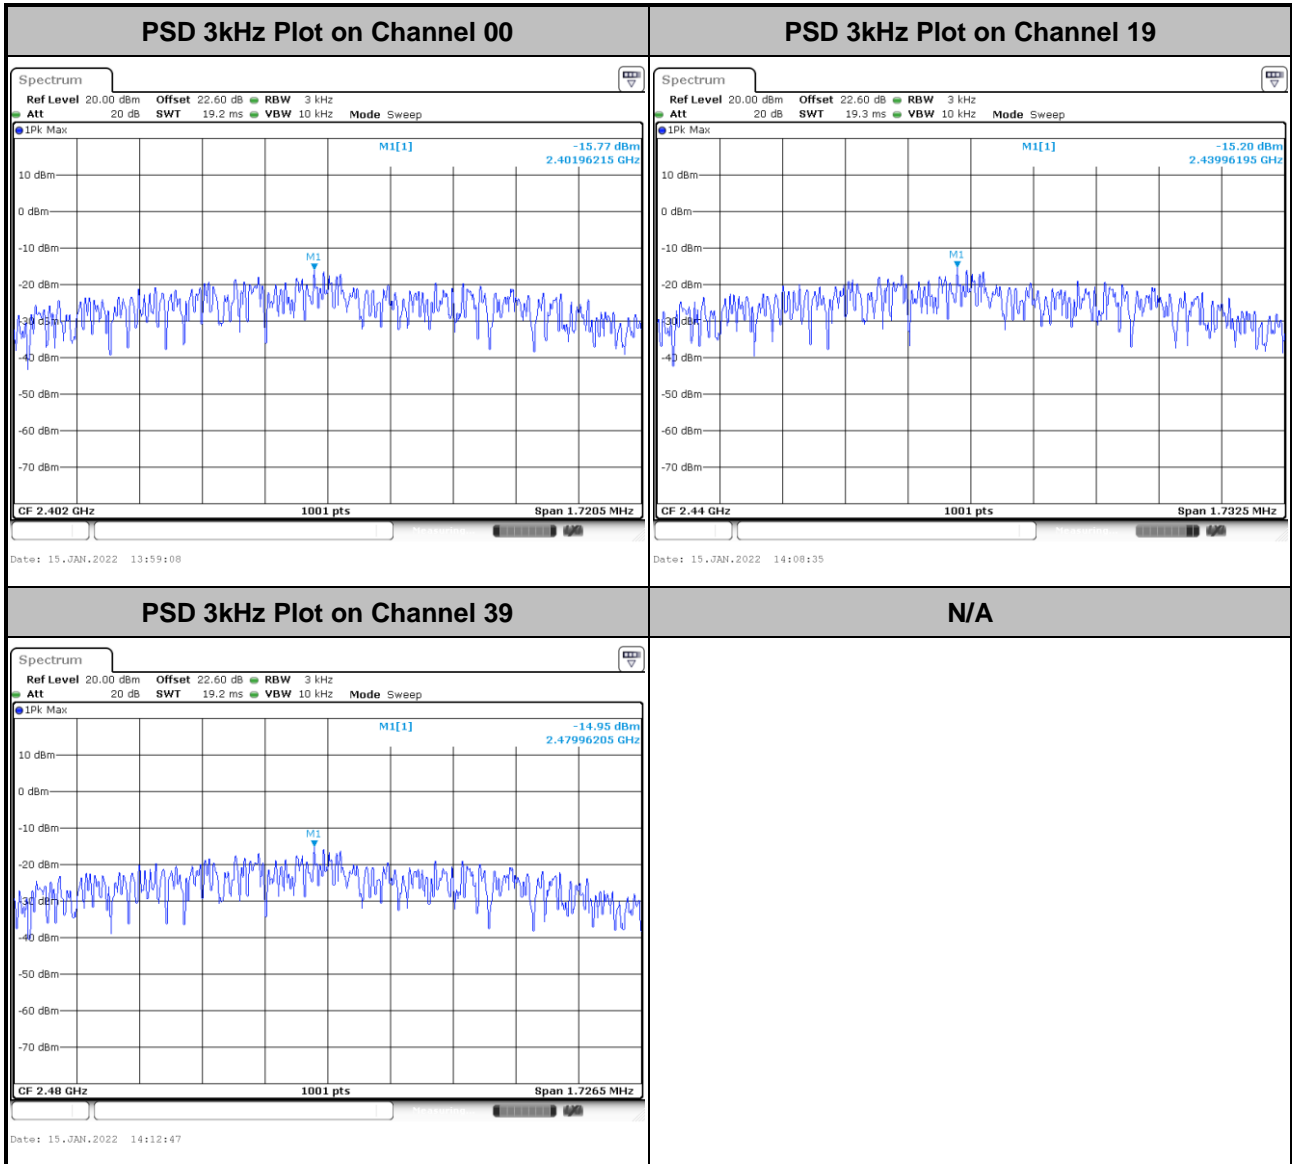 PSD 3kHz Plot on Channel 00
PSD 3kHz Plot on Channel 19
Spectrum
Ref Level 20.00 dBm Offset 22.60 dB RBW 3 kHz
Att 20 dB SWT 19.2 ms VBW 10 kHz Mode Sweep
1Pk Max
M1[1] -15.77 dBm
2.40196215 GHz
10 dBm
0 dBm
-10 dBm
M1
-20 dBm
-30 dBm
-40 dBm
-50 dBm
-60 dBm
-70 dBm
CF 2.402 GHz 1001 pts Span 1.7205 MHz
Measuring
Date: 15.JAN.2022 13:59:08
Spectrum
Ref Level 20.00 dBm Offset 22.60 dB RBW 3 kHz
Att 20 dB SWT 19.3 ms VBW 10 kHz Mode Sweep
1Pk Max
M1[1] -15.20 dBm
2.43996195 GHz
10 dBm
0 dBm
-10 dBm
M1
-20 dBm
-30 dBm
-40 dBm
-50 dBm
-60 dBm
-70 dBm
CF 2.44 GHz 1001 pts Span 1.7325 MHz
Measuring
Date: 15.JAN.2022 14:08:35
PSD 3kHz Plot on Channel 39
N/A
Spectrum
Ref Level 20.00 dBm Offset 22.60 dB RBW 3 kHz
Att 20 dB SWT 19.2 ms VBW 10 kHz Mode Sweep
1Pk Max
M1[1] -14.95 dBm
2.47996205 GHz
10 dBm
0 dBm
-10 dBm
M1
-20 dBm
-30 dBm
-40 dBm
-50 dBm
-60 dBm
-70 dBm
CF 2.48 GHz 1001 pts Span 1.7265 MHz
Measuring
Date: 15.JAN.2022 14:12:47